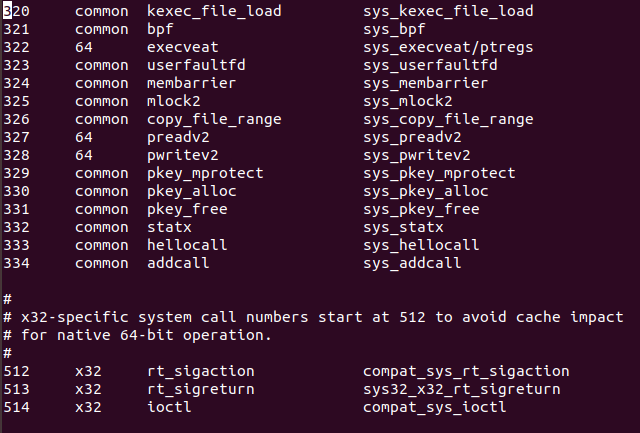 320 common kexec_file_load sys_kexec_file_load
321 common bpf sys_bpf
322 64 execveat sys_execveat/ptregs
323 common userfaultfd sys_userfaultfd
324 common membarrier sys_membarrier
325 common mlock2 sys_mlock2
326 common copy_file_range sys_copy_file_range
327 64 preadv2 sys_preadv2
328 64 pwritev2 sys_pwritev2
329 common pkey_mprotect sys_pkey_mprotect
330 common pkey_alloc sys_pkey_alloc
331 common pkey_free sys_pkey_free
332 common statx sys_statx
333 common hellocall sys_hellocall
334 common addcall sys_addcall
#
# x32-specific system call numbers start at 512 to avoid cache impact
# for native 64-bit operation.
#
512 x32 rt_sigaction compat_sys_rt_sigaction
513 x32 rt_sigreturn sys32_x32_rt_sigreturn
514 x32 ioctl compat_sys_ioctl